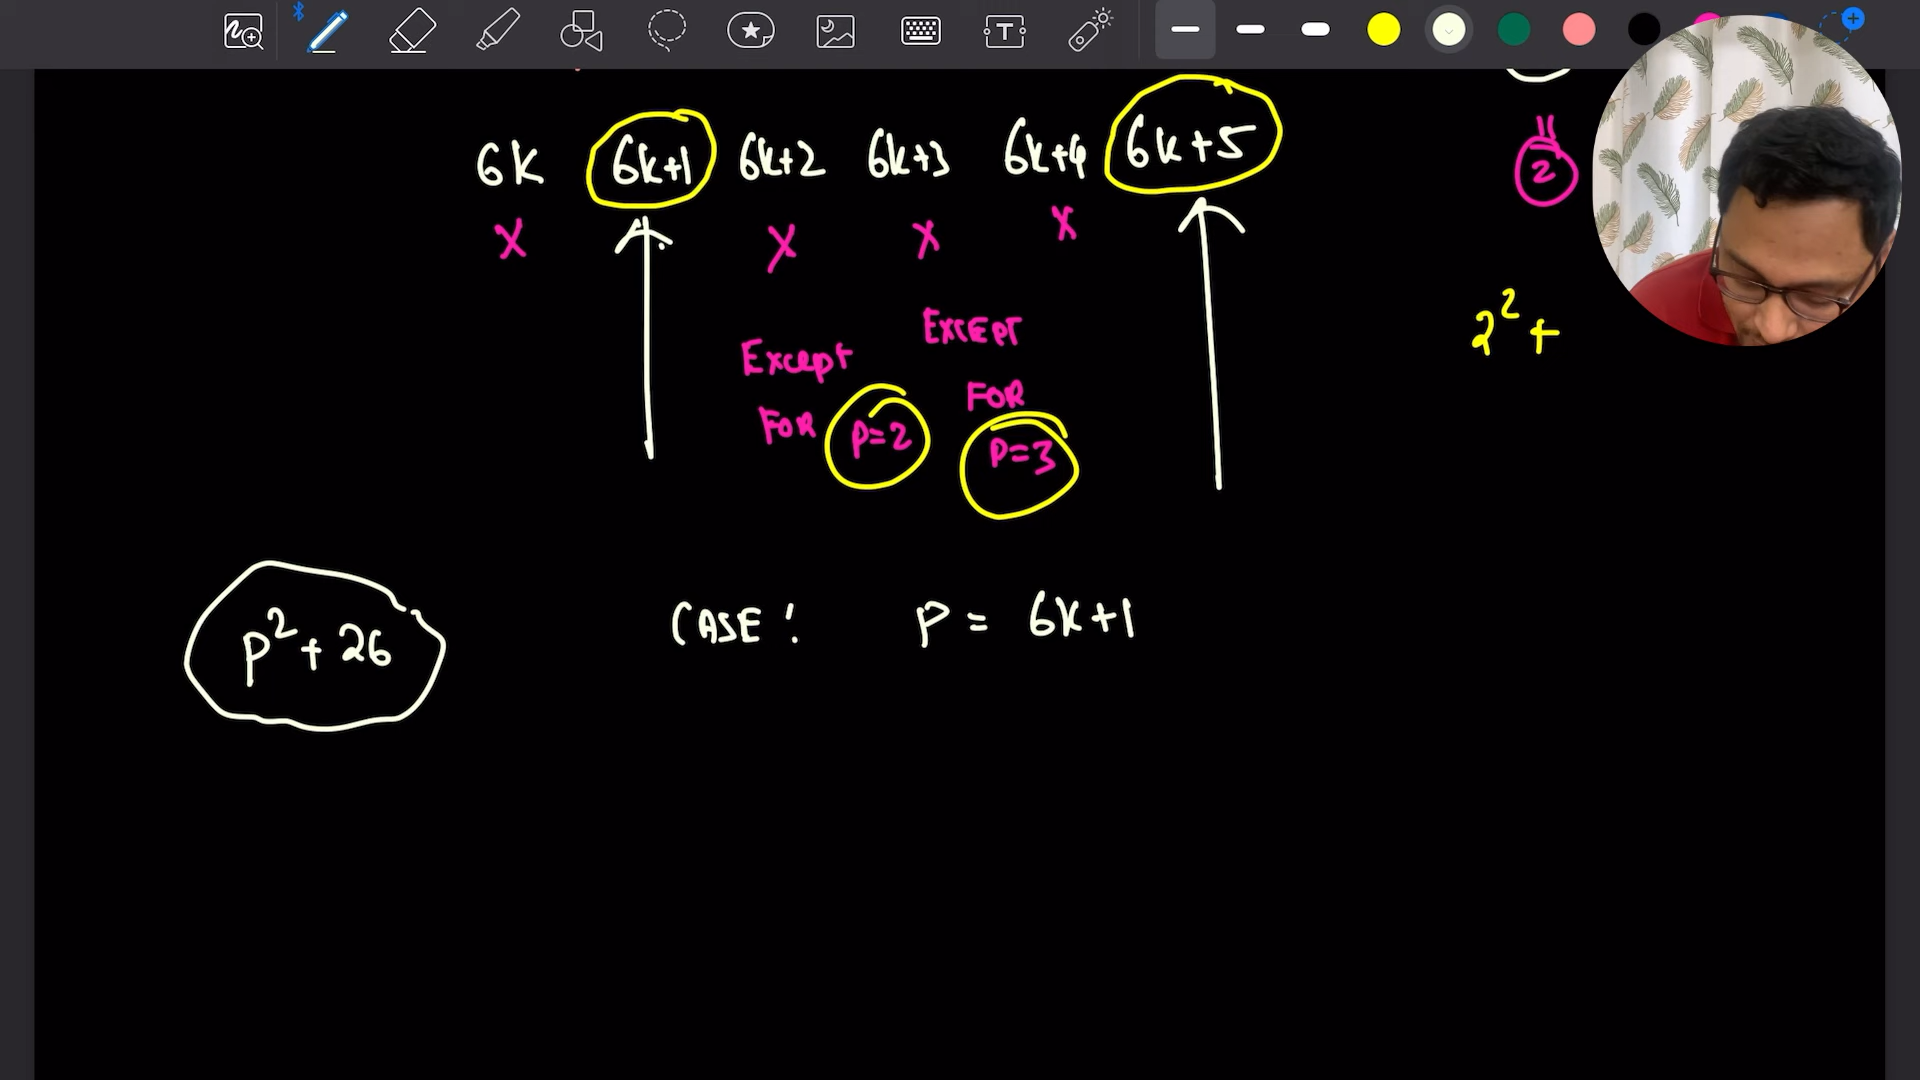 6k 6k+1 6k+2 6k+3 6k+4 6k+5
X X X X
Except FOR P=2
EXCEPT FOR P=3
2
2² +
p² + 26
CASE ! P = 6k+1